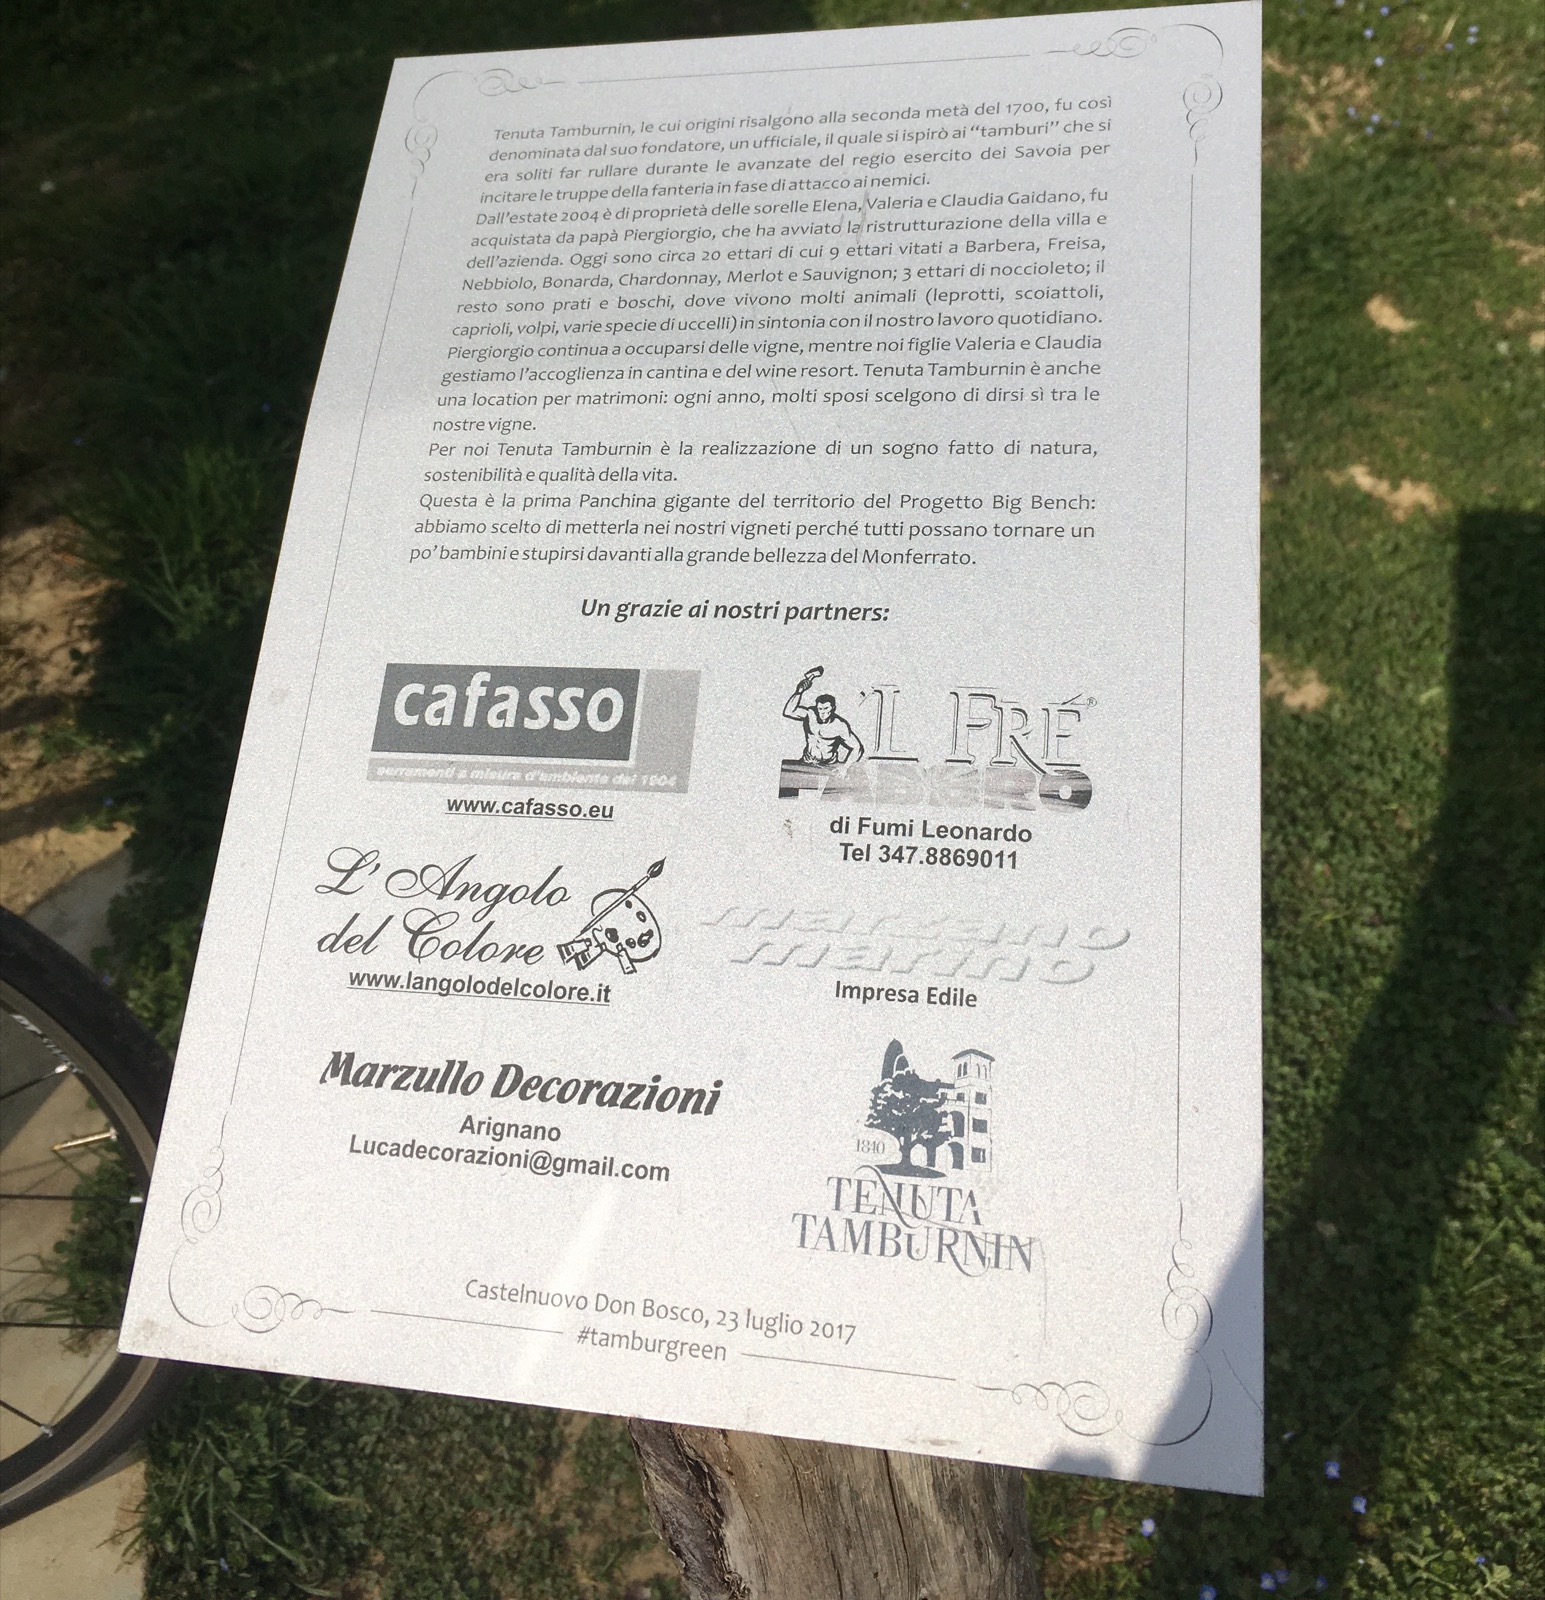 Tenuta Tamburnin, le cui origini risalgono alla seconda metà del 1700, fu così
denominata dal suo fondatore, un ufficiale, il quale si ispirò ai “tamburi” che si
era soliti far rullare durante le avanzate del regio esercito dei Savoia per
incitare le truppe della fanteria in fase di attacco ai nemici.
Dall'estate 2004 è di proprietà delle sorelle Elena, Valeria e Claudia Gaidano, fu
acquistata da papà Piergiorgio, che ha avviato la ristrutturazione della villa e
dell'azienda. Oggi sono circa 20 ettari di cui 9 ettari vitati a Barbera, Freisa,
Nebbiolo, Bonarda, Chardonnay, Merlot e Sauvignon; 3 ettari di noccioleto; il
resto sono prati e boschi, dove vivono molti animali (leprotti, scoiattoli,
caprioli, volpi, varie specie di uccelli) in sintonia con il nostro lavoro quotidiano.
Piergiorgio continua a occuparsi delle vigne, mentre noi figlie Valeria e Claudia
gestiamo l'accoglienza in cantina e del wine resort. Tenuta Tamburnin è anche
una location per matrimoni: ogni anno, molti sposi scelgono di dirsi sì tra le
nostre vigne.
Per noi Tenuta Tamburnin è la realizzazione di un sogno fatto di natura,
sostenibilità e qualità della vita.
Questa è la prima Panchina gigante del territorio del Progetto Big Bench:
abbiamo scelto di metterla nei nostri vigneti perché tutti possano tornare un
po' bambini e stupirsi davanti alla grande bellezza del Monferrato.
Un grazie ai nostri partners:
cafasso
serramenti a misura d'ambiente dal 1904
www.cafasso.eu
'L FRÉ®
FABBRO
di Fumi Leonardo
Tel 347.8869011
L'Angolo
del Colore
www.langolodelcolore.it
marino
Impresa Edile
Marzullo Decorazioni
Arignano
Lucadecorazioni@gmail.com
1840
TENUTA
TAMBURNIN
Castelnuovo Don Bosco, 23 luglio 2017
#tamburgreen